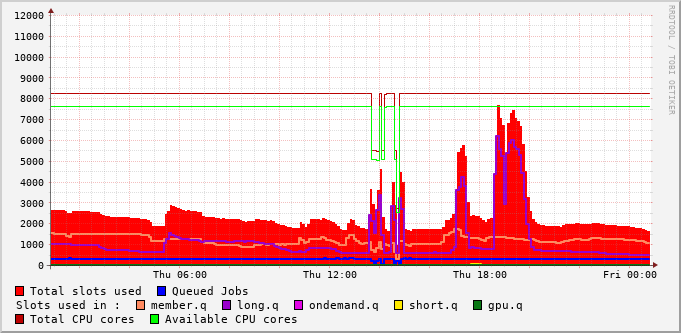 RRDTOOL / TOBI OETIKER
12000
11000
10000
9000
8000
7000
6000
5000
4000
3000
2000
1000
0
Thu 06:00 Thu 12:00 Thu 18:00 Fri 00:00
Total slots used Queued Jobs
Slots used in : member.q long.q ondemand.q short.q gpu.q
Total CPU cores Available CPU cores